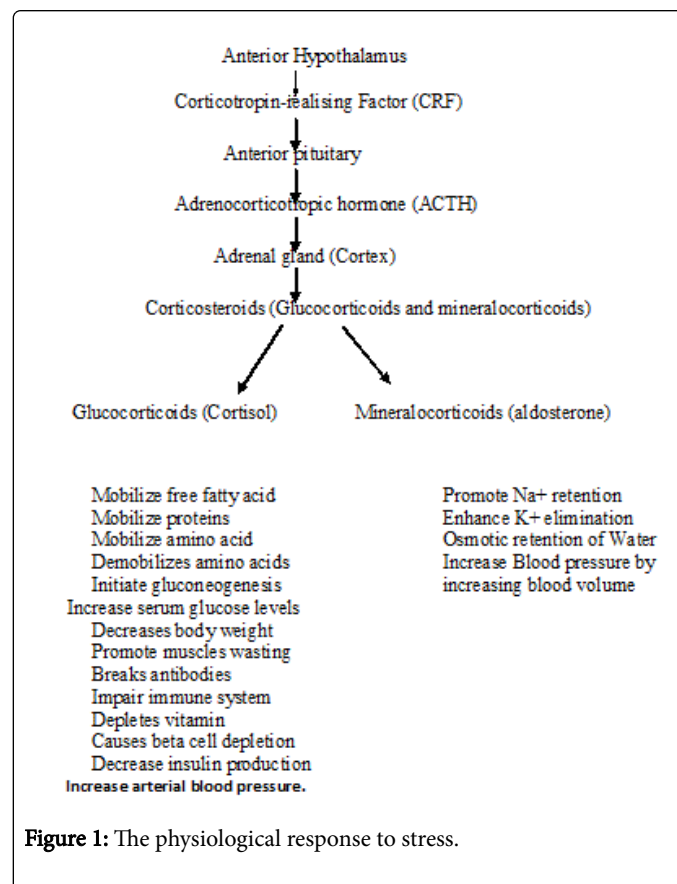 Anterior Hypothalamus
Corticotropin-realising Factor (CRF)
Anterior pituitary
Adrenocorticotropic hormone (ACTH)
Adrenal gland (Cortex)
Corticosteroids (Glucocorticoids and mineralocorticoids)
Glucocorticoids (Cortisol)
Mineralocorticoids (aldosterone)
Mobilize free fatty acid
Mobilize proteins
Mobilize amino acid
Demobilizes amino acids
Initiate gluconeogenesis
Increase serum glucose levels
Decreases body weight
Promote muscles wasting
Breaks antibodies
Impair immune system
Depletes vitamin
Causes beta cell depletion
Decrease insulin production
Increase arterial blood pressure.
Promote Na+ retention
Enhance K+ elimination
Osmotic retention of Water
Increase Blood pressure by
increasing blood volume
Figure 1: The physiological response to stress.